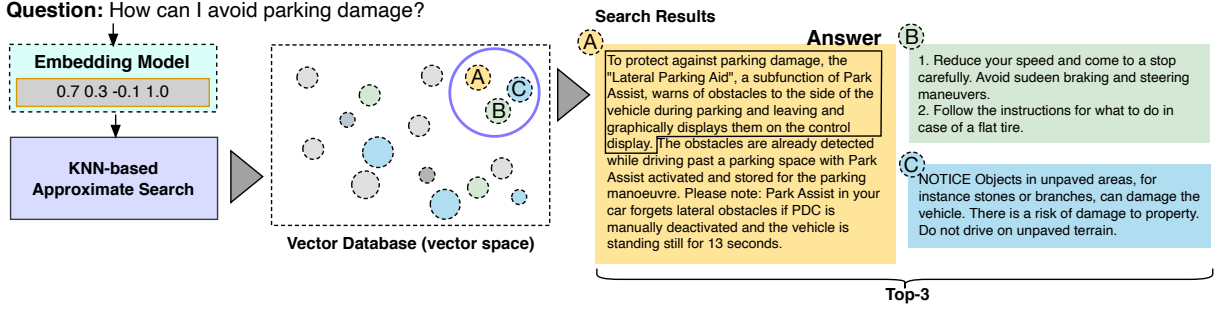 Question: How can I avoid parking damage?
Embedding Model
0.7 0.3 -0.1 1.0
KNN-based
Approximate Search
A
C
B
Vector Database (vector space)
Search Results
A
Answer
To protect against parking damage, the
"Lateral Parking Aid", a subfunction of Park
Assist, warns of obstacles to the side of the
vehicle during parking and leaving and
graphically displays them on the control
display. The obstacles are already detected
while driving past a parking space with Park
Assist activated and stored for the parking
manoeuvre. Please note: Park Assist in your
car forgets lateral obstacles if PDC is
manually deactivated and the vehicle is
standing still for 13 seconds.
B
1. Reduce your speed and come to a stop
carefully. Avoid sudeen braking and steering
maneuvers.
2. Follow the instructions for what to do in
case of a flat tire.
C
NOTICE Objects in unpaved areas, for
instance stones or branches, can damage the
vehicle. There is a risk of damage to property.
Do not drive on unpaved terrain.
Top-3